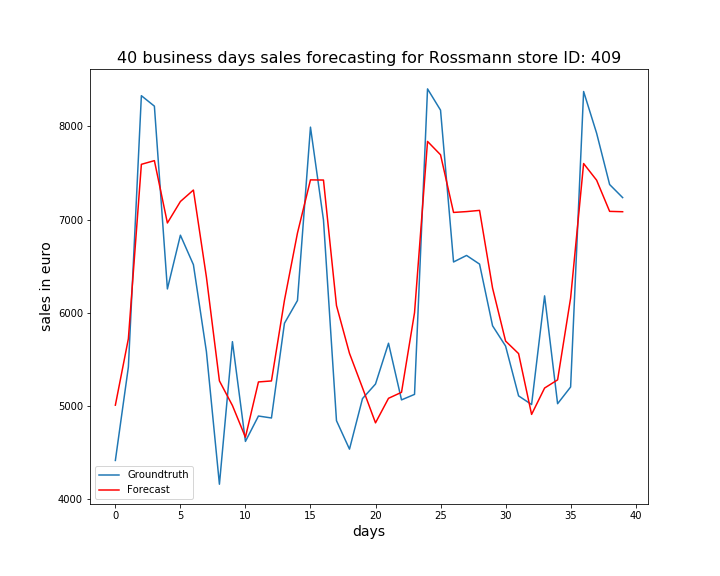 40 business days sales forecasting for Rossmann store ID: 409
sales in euro
8000
7000
6000
5000
4000
Groundtruth
Forecast
0 5 10 15 20 25 30 35 40
days